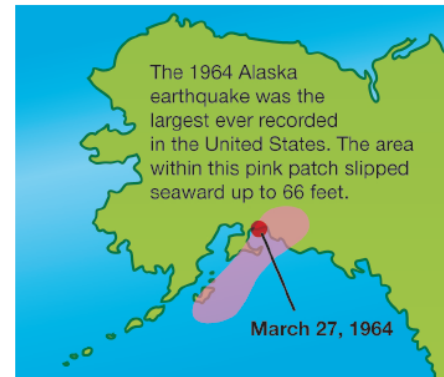 The 1964 Alaska
earthquake was the
largest ever recorded
in the United States. The area
within this pink patch slipped
seaward up to 66 feet.
March 27, 1964